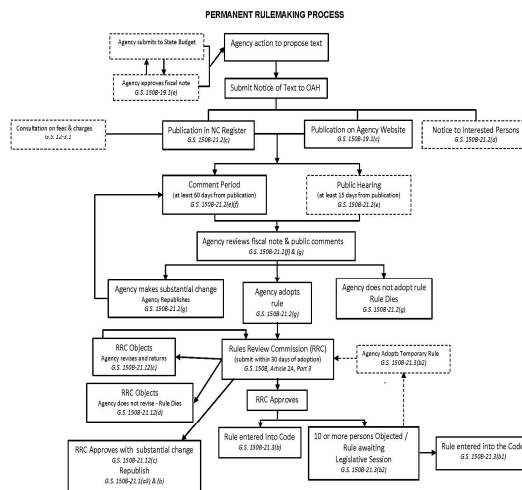 PERMANENT RULEMAKING PROCESS
Agency submits to State Budget
Agency action to propose text
Agency approves fiscal note
G.S. 150B-19.1(e)
Submit Notice of Text to OAH
Consultation on fees & charges
G.S. 12-3.1
Publication in NC Register
G.S. 150B-21.2(c)
Publication on Agency Website
G.S. 150B-19.1(c)
Notice to Interested Persons
G.S. 150B-21.2(d)
Comment Period
(at least 60 days from publication)
G.S. 150B-21.2(e)(f)
Public Hearing
(at least 15 days from publication)
G.S. 150B-21.2(e)
Agency reviews fiscal note & public comments
G.S. 150B-21.2(f) & (g)
Agency makes substantial change
Agency Republishes
G.S. 150B-21.2(g)
Agency adopts
rule
G.S. 150B-21.2(g)
Agency does not adopt rule
Rule Dies
G.S. 150B-21.2(g)
RRC Objects
Agency revises and returns
G.S. 150B-21.12(c)
Rules Review Commission (RRC)
(submit within 30 days of adoption)
G.S. 150B, Article 2A, Part 3
Agency Adopts Temporary Rule
G.S. 150B-21.3(b2)
RRC Objects
Agency does not revise - Rule Dies
G.S. 150B-21.12(d)
RRC Approves
RRC Approves with substantial change
G.S. 150B-21.12(c)
Republish
G.S. 150B-21.1(a3) & (b)
Rule entered into Code
G.S. 150B-21.3(b)
10 or more persons Objected /
Rule awaiting
Legislative Session
G.S. 150B-21.3(b2)
Rule entered into the Code
G.S. 150B-21.3(b1)